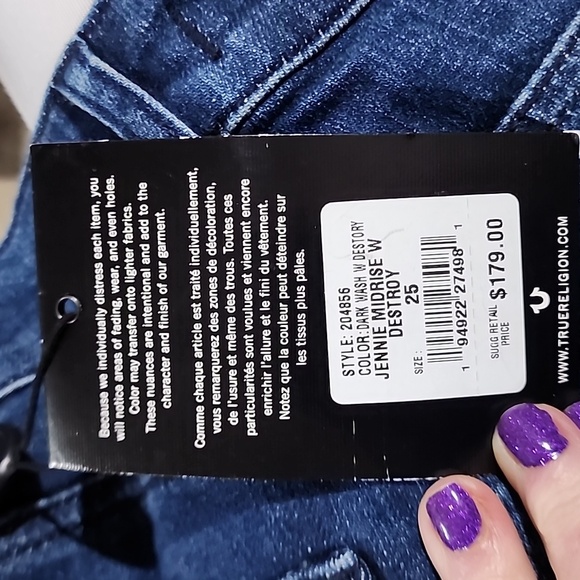 Because we individually distress each item, you
will notice areas of fading, wear, and even holes.
Color may transfer onto lighter fabrics.
These nuances are intentional and add to the
character and finish of our garment.
Comme chaque article est traité individuellement,
vous remarquerez des zones de décoloration,
de l'usure et même des trous. Toutes ces
particularités sont voulues et viennent encore
enrichir l'allure et le fini du vêtement.
Notez que la couleur peut déteindre sur
les tissus plus pâles.
STYLE: 204856
COLOR:DARK WASH W DESTORY
JENNIE MIDRISE W
DESTROY
SIZE: 25
1 94922 27498 1
SUGG RETAIL PRICE $179.00
WWW.TRUERELIGION.COM